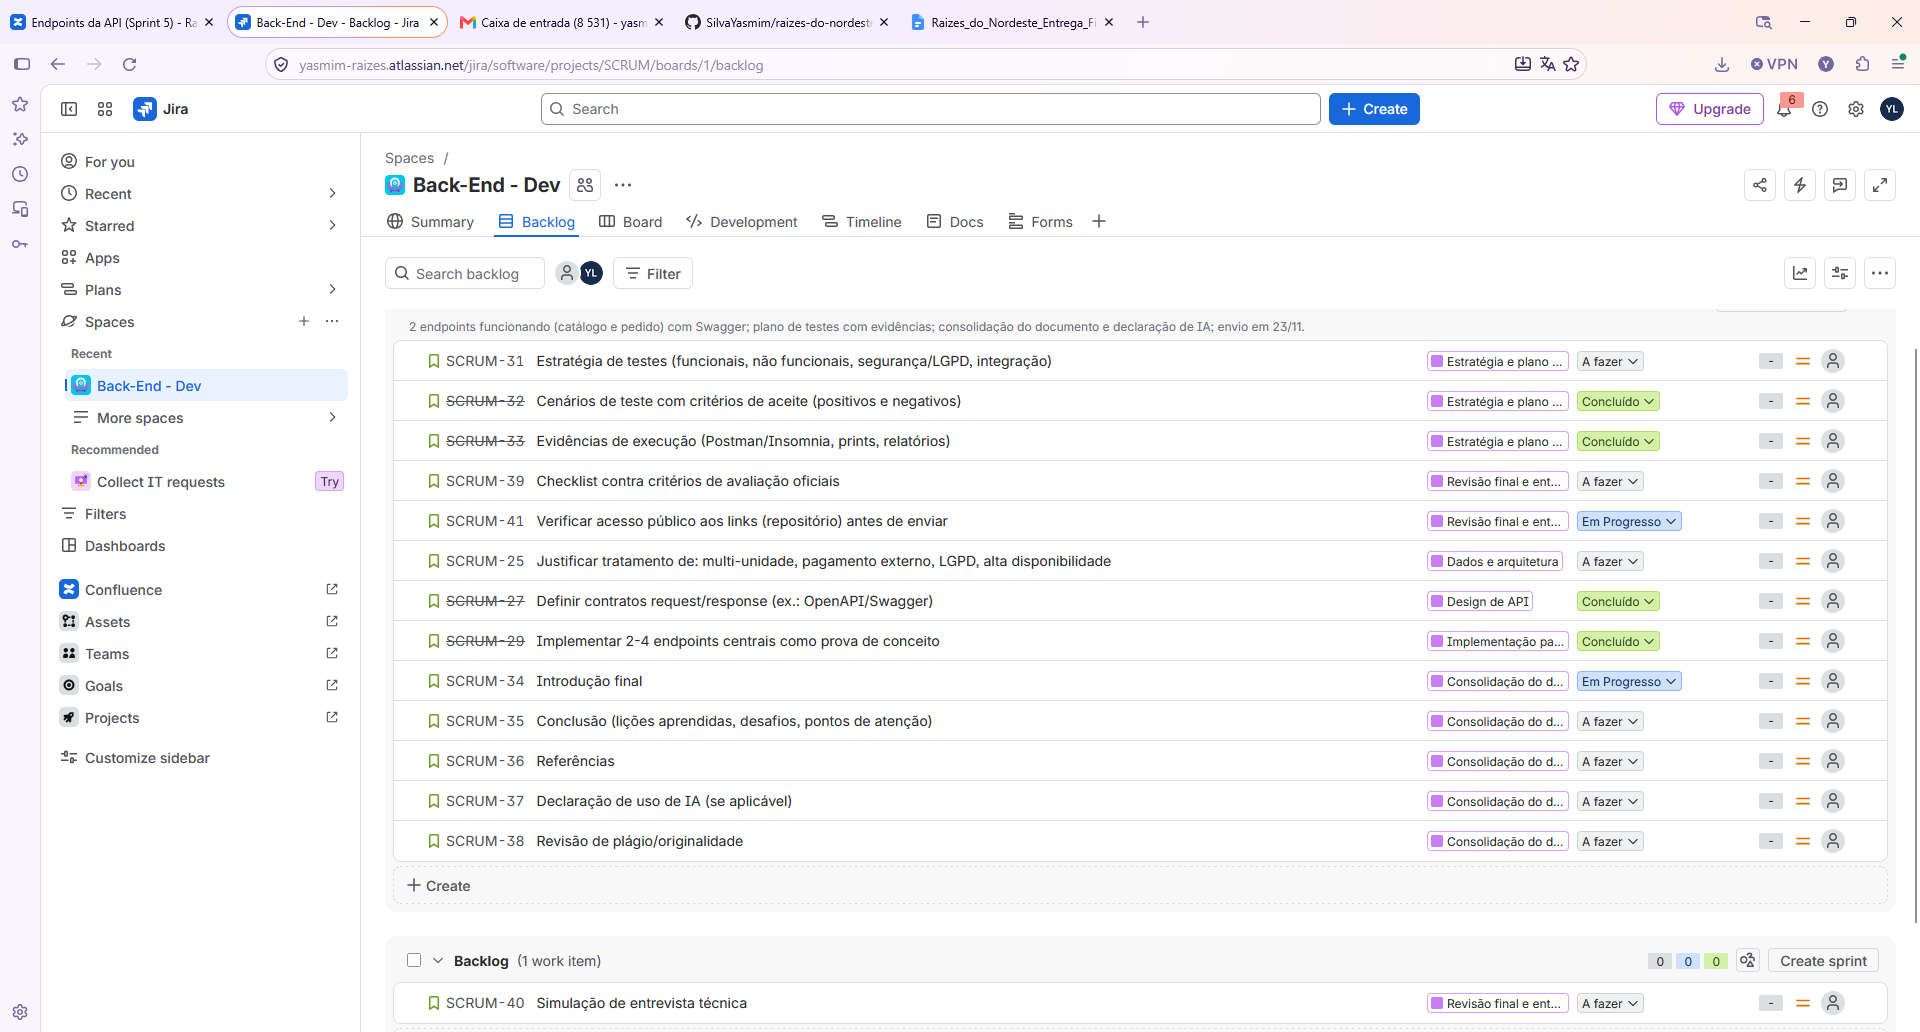 Endpoints da API (Sprint 5) - Ra
Back-End - Dev - Backlog - Jira
Caixa de entrada (8 531) - yasm
SilvaYasmim/raizes-do-nordest
Raizes_do_Nordeste_Entrega_Fi
yasmim-raizes.atlassian.net/jira/software/projects/SCRUM/boards/1/backlog
VPN
Y
Jira
Search
Create
Upgrade
6
YL
For you
Recent
Starred
Apps
Plans
Spaces
Recent
Back-End - Dev
More spaces
Recommended
Collect IT requests
Try
Filters
Dashboards
Confluence
Assets
Teams
Goals
Projects
Customize sidebar
Spaces /
Back-End - Dev
Summary
Backlog
Board
Development
Timeline
Docs
Forms
Search backlog
YL
Filter
2 endpoints funcionando (catálogo e pedido) com Swagger; plano de testes com evidências; consolidação do documento e declaração de IA; envio em 23/11.
SCRUM-31 Estratégia de testes (funcionais, não funcionais, segurança/LGPD, integração) Estratégia e plano ... A fazer -
SCRUM-32 Cenários de teste com critérios de aceite (positivos e negativos) Estratégia e plano ... Concluído -
SCRUM-33 Evidências de execução (Postman/Insomnia, prints, relatórios) Estratégia e plano ... Concluído -
SCRUM-39 Checklist contra critérios de avaliação oficiais Revisão final e ent... A fazer -
SCRUM-41 Verificar acesso público aos links (repositório) antes de enviar Revisão final e ent... Em Progresso -
SCRUM-25 Justificar tratamento de: multi-unidade, pagamento externo, LGPD, alta disponibilidade Dados e arquitetura A fazer -
SCRUM-27 Definir contratos request/response (ex.: OpenAPI/Swagger) Design de API Concluído -
SCRUM-29 Implementar 2-4 endpoints centrais como prova de conceito Implementação pa... Concluído -
SCRUM-34 Introdução final Consolidação do d... Em Progresso -
SCRUM-35 Conclusão (lições aprendidas, desafios, pontos de atenção) Consolidação do d... A fazer -
SCRUM-36 Referências Consolidação do d... A fazer -
SCRUM-37 Declaração de uso de IA (se aplicável) Consolidação do d... A fazer -
SCRUM-38 Revisão de plágio/originalidade Consolidação do d... A fazer -
Create
Backlog (1 work item) 0 0 0 Create sprint
SCRUM-40 Simulação de entrevista técnica Revisão final e ent... A fazer -